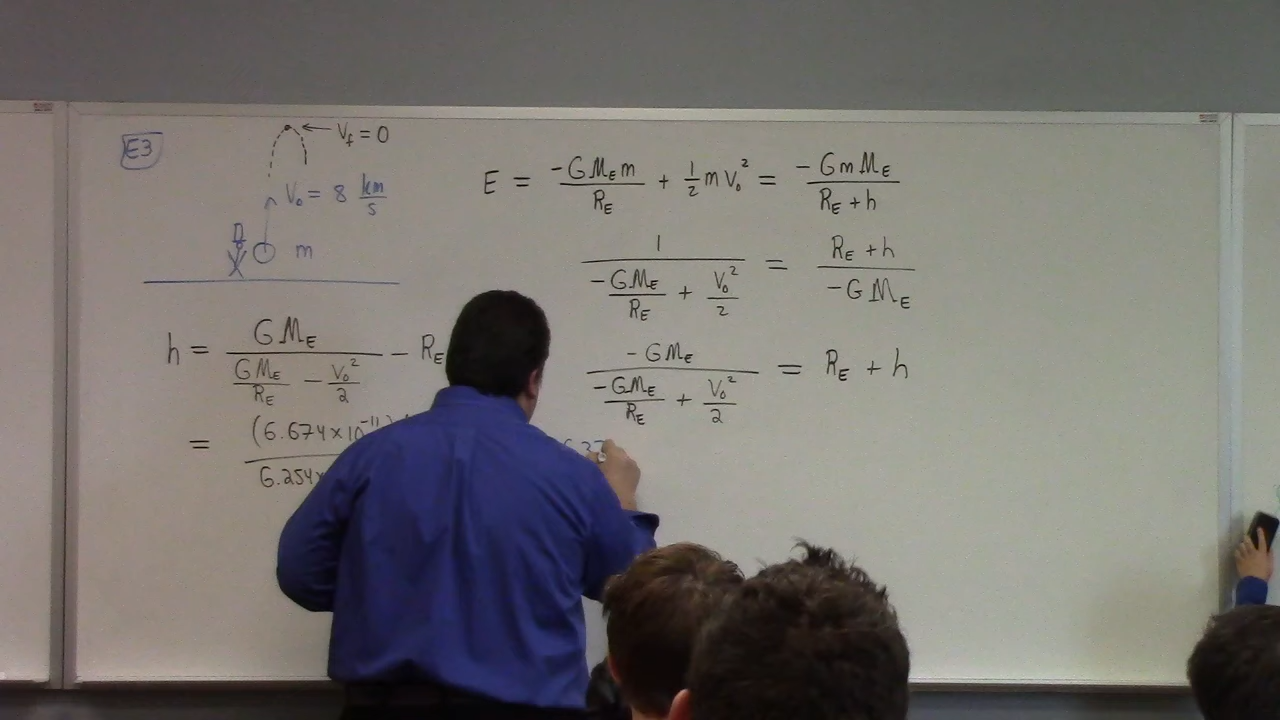 E3
V_f = 0
V_0 = 8 km/s
m
h = GM_E / (GM_E/R_E - V_0^2/2) - R_E
= (6.674×10^-11)
6.254×
E = -GM_E m / R_E + 1/2 m V_0^2 = -GmM_E / (R_E + h)
1 / (-GM_E/R_E + V_0^2/2) = (R_E + h) / -GM_E
-GM_E / (-GM_E/R_E + V_0^2/2) = R_E + h
6.37